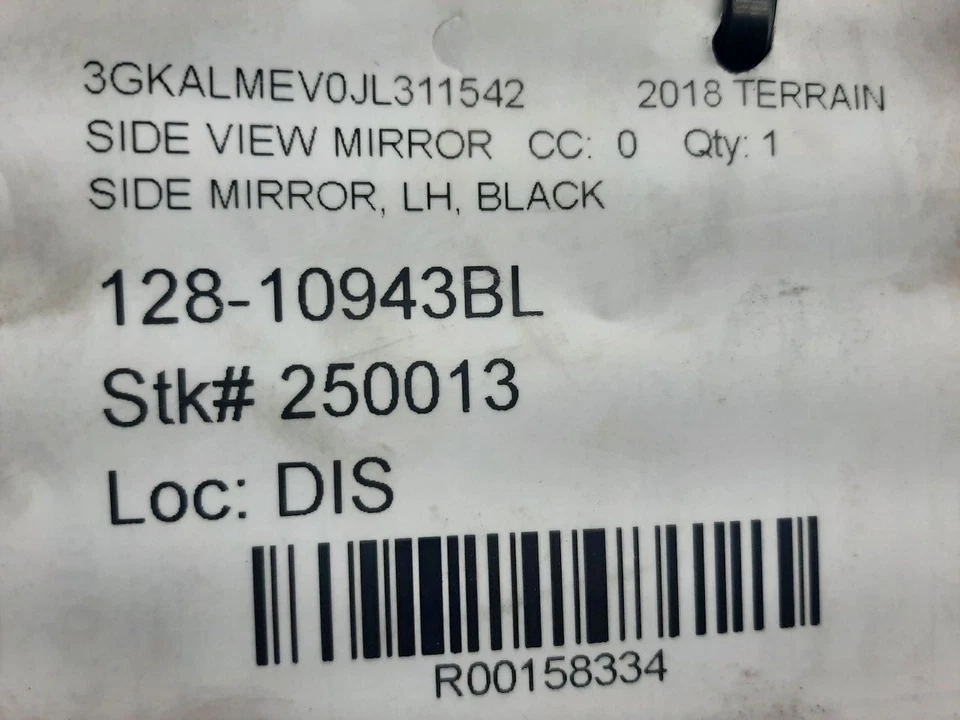 3GKALMEV0JL311542 2018 TERRAIN
SIDE VIEW MIRROR CC: 0 Qty: 1
SIDE MIRROR, LH, BLACK
128-10943BL
Stk# 250013
Loc: DIS
R00158334